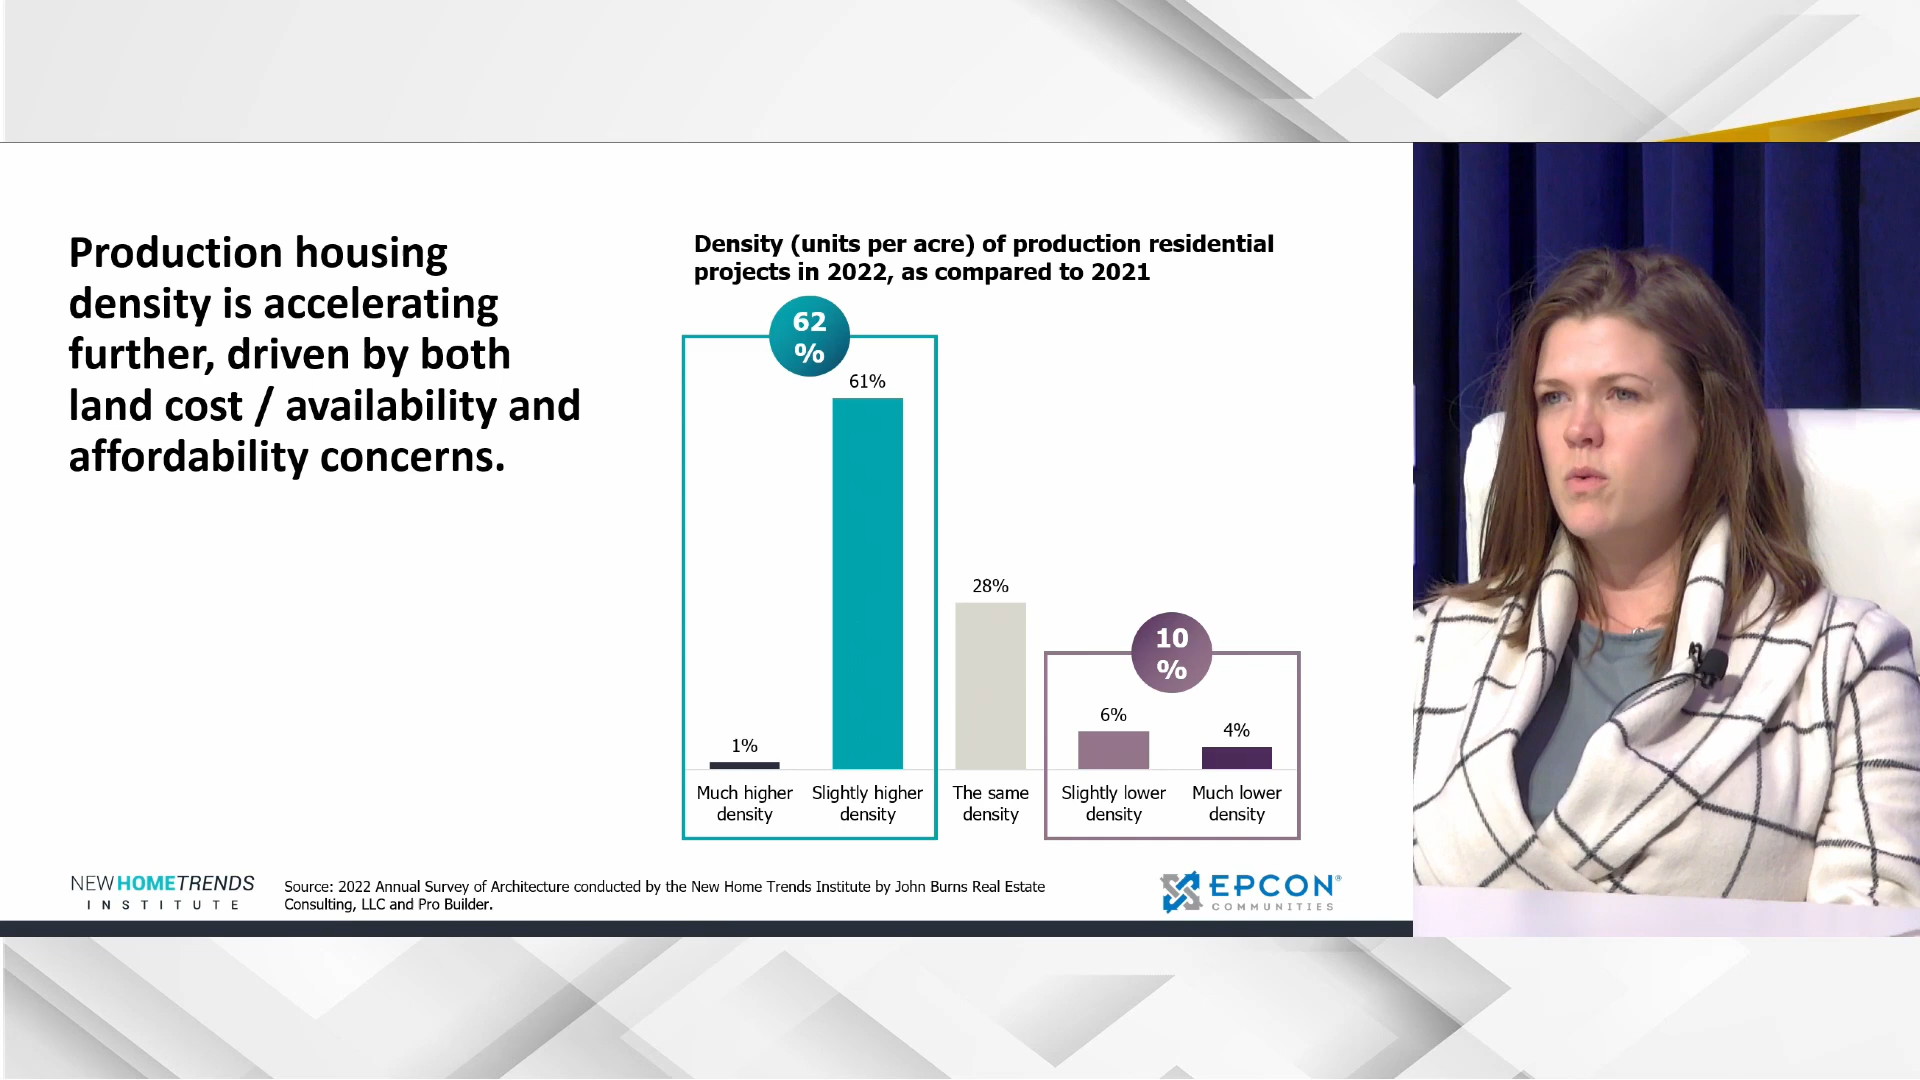 Production housing
density is accelerating
further, driven by both
land cost / availability and
affordability concerns.
Density (units per acre) of production residential
projects in 2022, as compared to 2021
62
%
61%
28%
10
%
6%
4%
1%
Much higher
density
Slightly higher
density
The same
density
Slightly lower
density
Much lower
density
NEW HOME TRENDS
INSTITUTE
Source: 2022 Annual Survey of Architecture conducted by the New Home Trends Institute by John Burns Real Estate
Consulting, LLC and Pro Builder.
EPCON®
COMMUNITIES